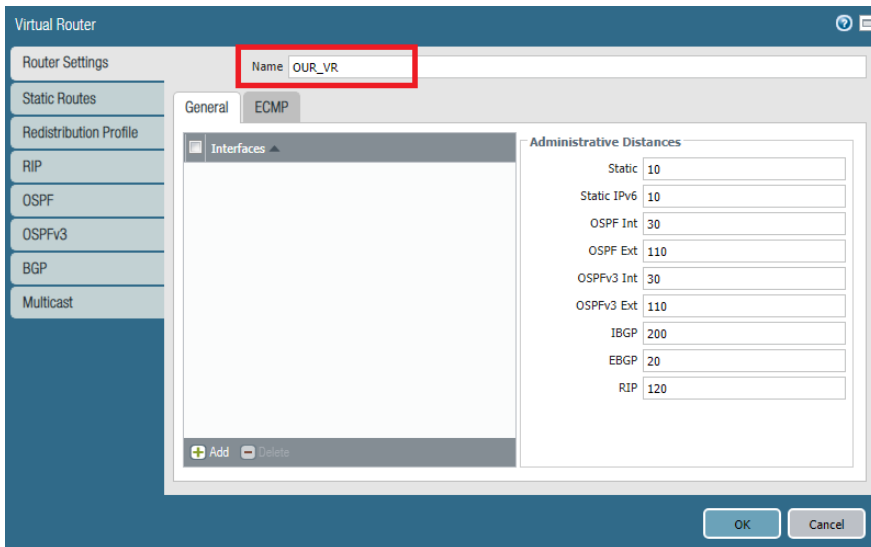 Virtual Router
Router Settings
Static Routes
Redistribution Profile
RIP
OSPF
OSPFv3
BGP
Multicast
Name OUR_VR
General ECMP
Interfaces
Add Delete
Administrative Distances
Static 10
Static IPv6 10
OSPF Int 30
OSPF Ext 110
OSPFv3 Int 30
OSPFv3 Ext 110
IBGP 200
EBGP 20
RIP 120
OK Cancel